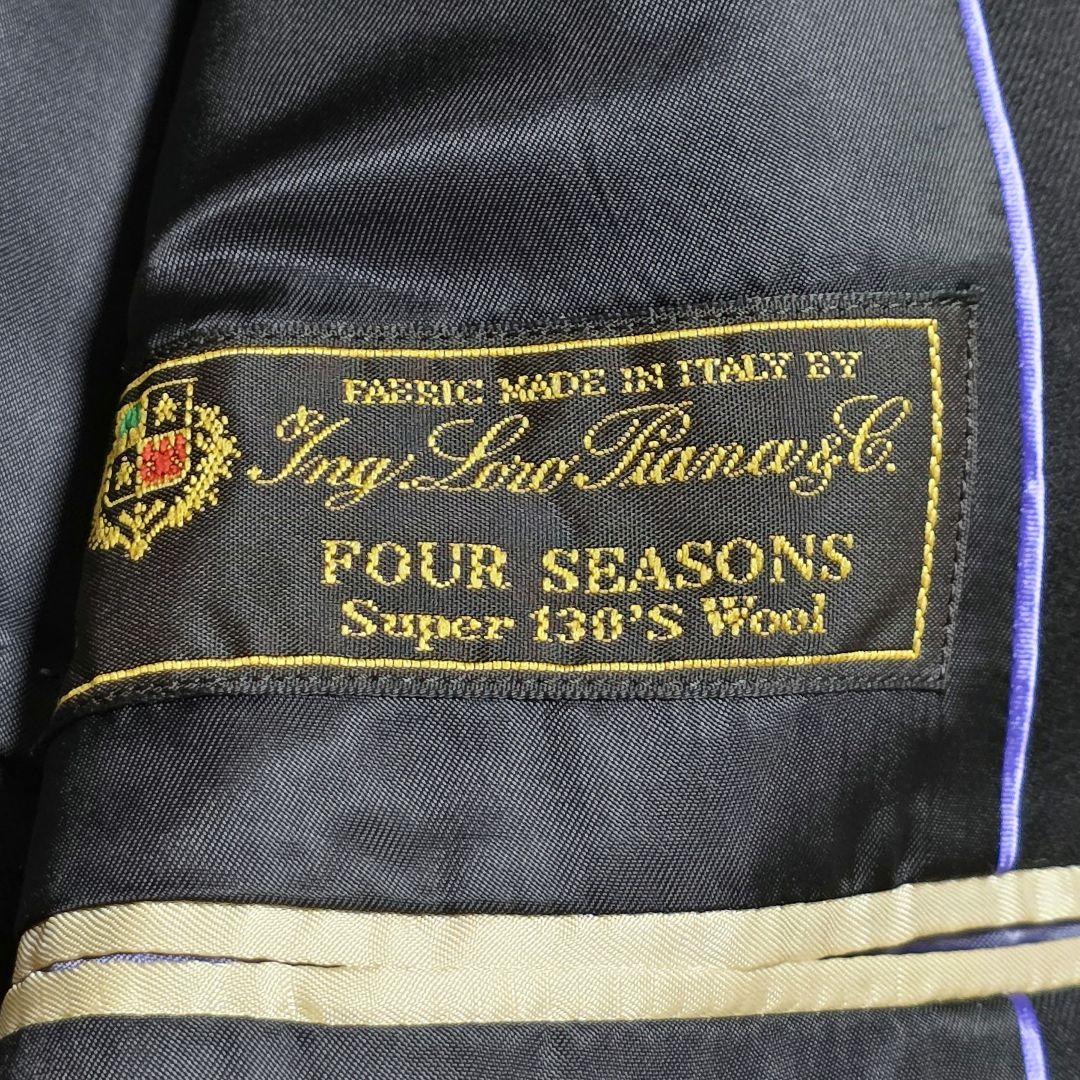 FABRIC MADE IN ITALY BY
Ing. Loro Piana & C.
FOUR SEASONS
Super 130'S Wool